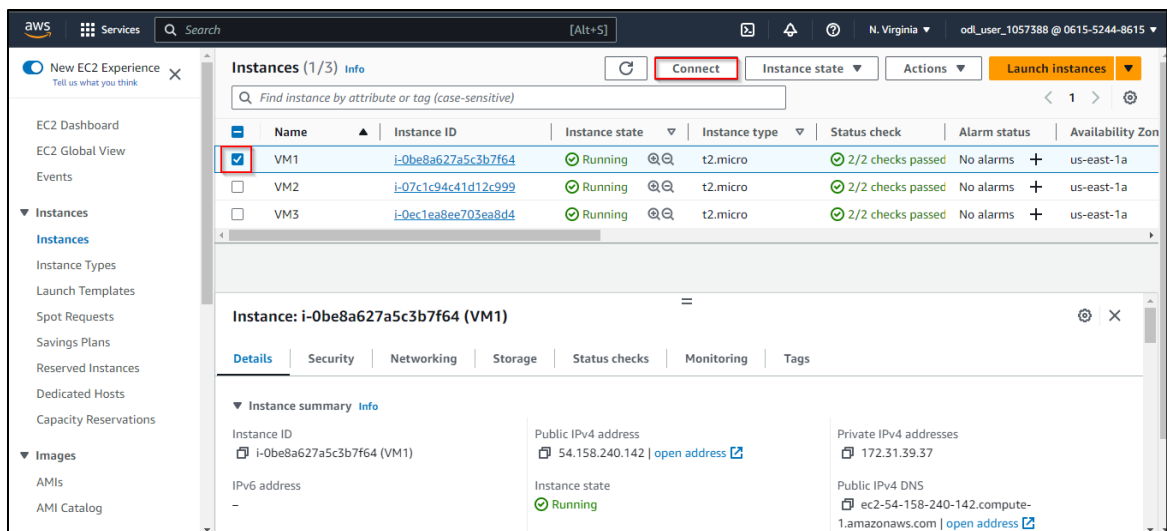 aws Services Search [Alt+S] N. Virginia ▼ odl_user_1057388 @ 0615-5244-8615 ▼
New EC2 Experience
Tell us what you think
EC2 Dashboard
EC2 Global View
Events
▼ Instances
Instances
Instance Types
Launch Templates
Spot Requests
Savings Plans
Reserved Instances
Dedicated Hosts
Capacity Reservations
▼ Images
AMIs
AMI Catalog
Instances (1/3) Info Connect Instance state ▼ Actions ▼ Launch instances ▼
Find instance by attribute or tag (case-sensitive) < 1 >
Name ▲ Instance ID Instance state Instance type Status check Alarm status Availability Zon
VM1 i-0be8a627a5c3b7f64 Running t2.micro 2/2 checks passed No alarms + us-east-1a
VM2 i-07c1c94c41d12c999 Running t2.micro 2/2 checks passed No alarms + us-east-1a
VM3 i-0ec1ea8ee703ea8d4 Running t2.micro 2/2 checks passed No alarms + us-east-1a
Instance: i-0be8a627a5c3b7f64 (VM1)
Details Security Networking Storage Status checks Monitoring Tags
▼ Instance summary Info
Instance ID Public IPv4 address Private IPv4 addresses
i-0be8a627a5c3b7f64 (VM1) 54.158.240.142 | open address 172.31.39.37
IPv6 address Instance state Public IPv4 DNS
– Running ec2-54-158-240-142.compute-
1.amazonaws.com | open address